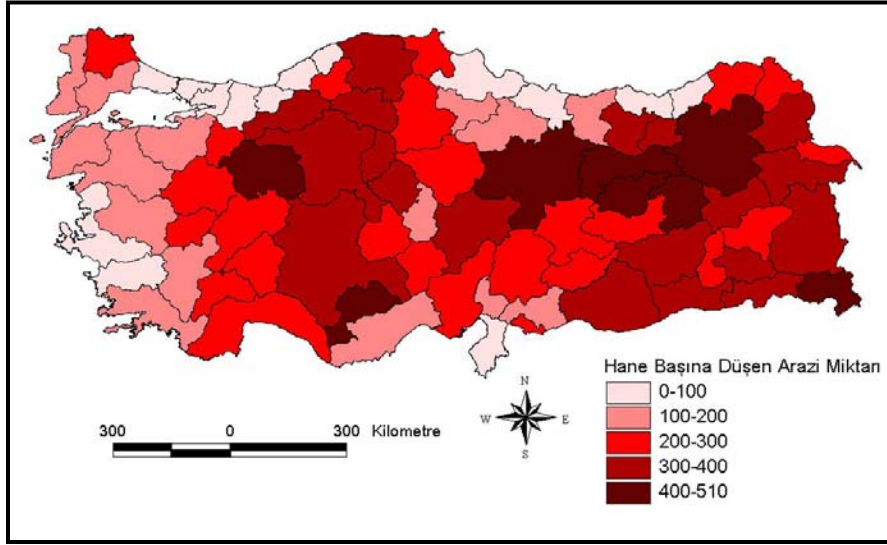 Hane Başına Düşen Arazi Miktarı
0-100
100-200
200-300
300-400
400-510
N
W E
S
300 0 300 Kilometre